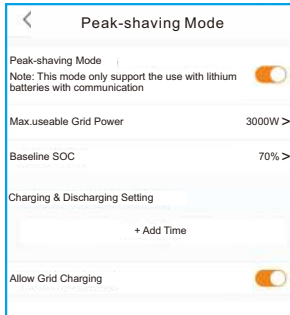 Peak-shaving Mode
Peak-shaving Mode
Note: This mode only support the use with lithium
batteries with communication
Max.useable Grid Power 3000W >
Baseline SOC 70% >
Charging & Discharging Setting
+ Add Time
Allow Grid Charging